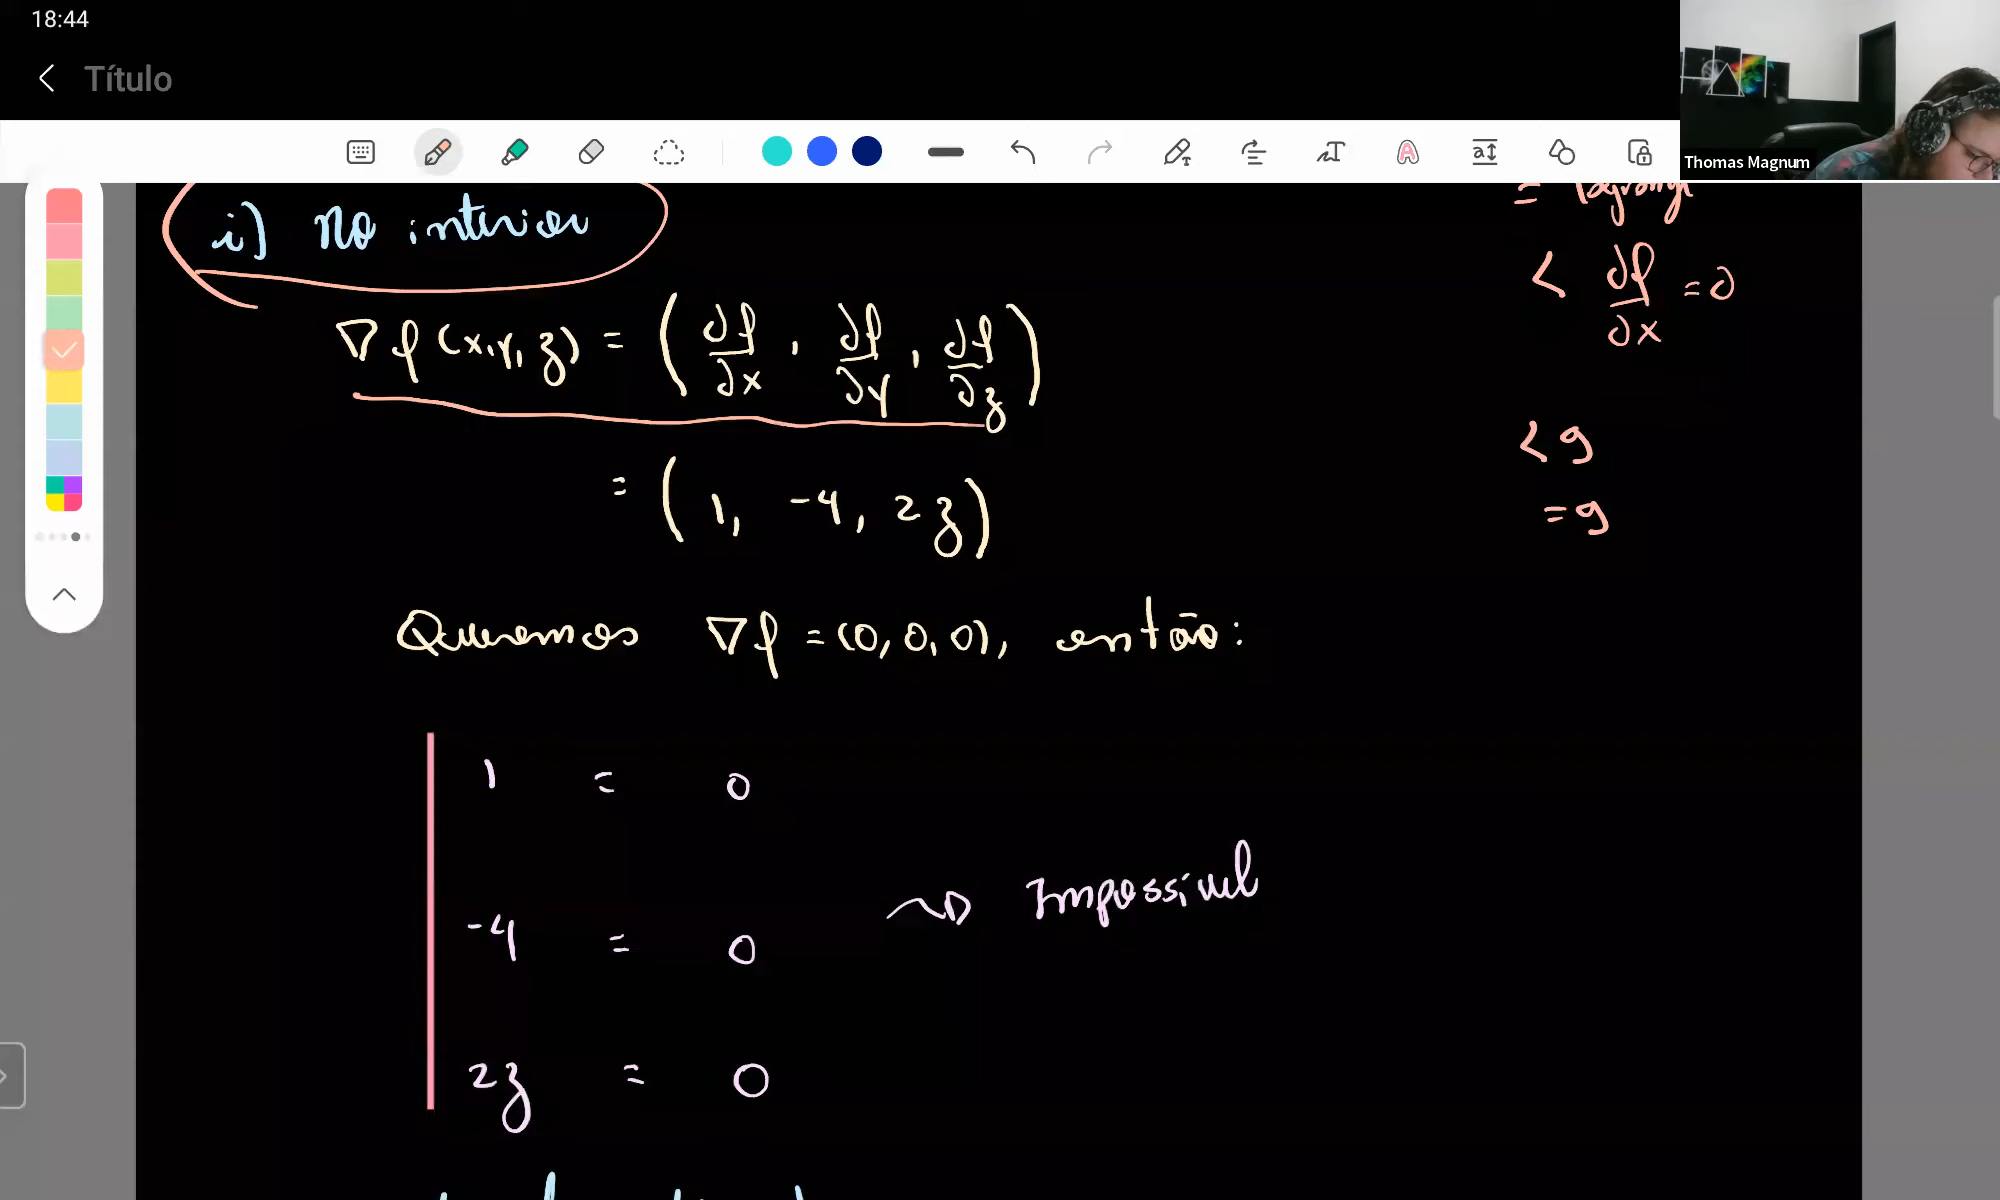 18:44
Título
Thomas Magnum
i) No interior
= Lagrange
< ∂f/∂x = 0
∇f(x,y,z) = (∂f/∂x, ∂f/∂y, ∂f/∂z)
< g
= (1, -4, 2z)
= g
Queremos ∇f = (0,0,0), então:
1 = 0
-4 = 0 ⇝ Impossível
2z = 0